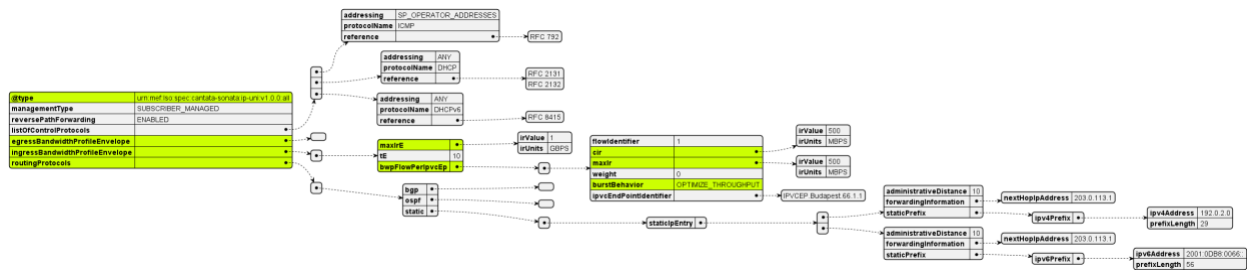 addressing SP_OPERATOR_ADDRESSES
protocolName ICMP
reference
RFC 792
addressing ANY
protocolName DHCP
reference
RFC 2131
RFC 2132
addressing ANY
protocolName DHCPv6
reference
RFC 8415
@type urn:mef:lso:spec:cantata-sonata:ip-uni:v1.0.0:all
managementType SUBSCRIBER_MANAGED
reversePathForwarding ENABLED
listOfControlProtocols
egressBandwidthProfileEnvelope
ingressBandwidthProfileEnvelope
routingProtocols
maxIrE
tE 10
bwpFlowPerIpvcEp
irValue 1
irUnits GBPS
flowIdentifier 1
cir
maxIr
weight 0
burstBehavior OPTIMIZE_THROUGHPUT
ipvcEndPointIdentifier
irValue 500
irUnits MBPS
irValue 500
irUnits MBPS
IPVCEP.Budapest.66.1.1
bgp
ospf
static
staticIpEntry
administrativeDistance 10
forwardingInformation
staticPrefix
nextHopIpAddress 203.0.113.1
ipv4Prefix
ipv4Address 192.0.2.0
prefixLength 29
administrativeDistance 10
forwardingInformation
staticPrefix
nextHopIpAddress 203.0.113.1
ipv6Prefix
ipv6Address 2001:0DB8:0066::
prefixLength 56